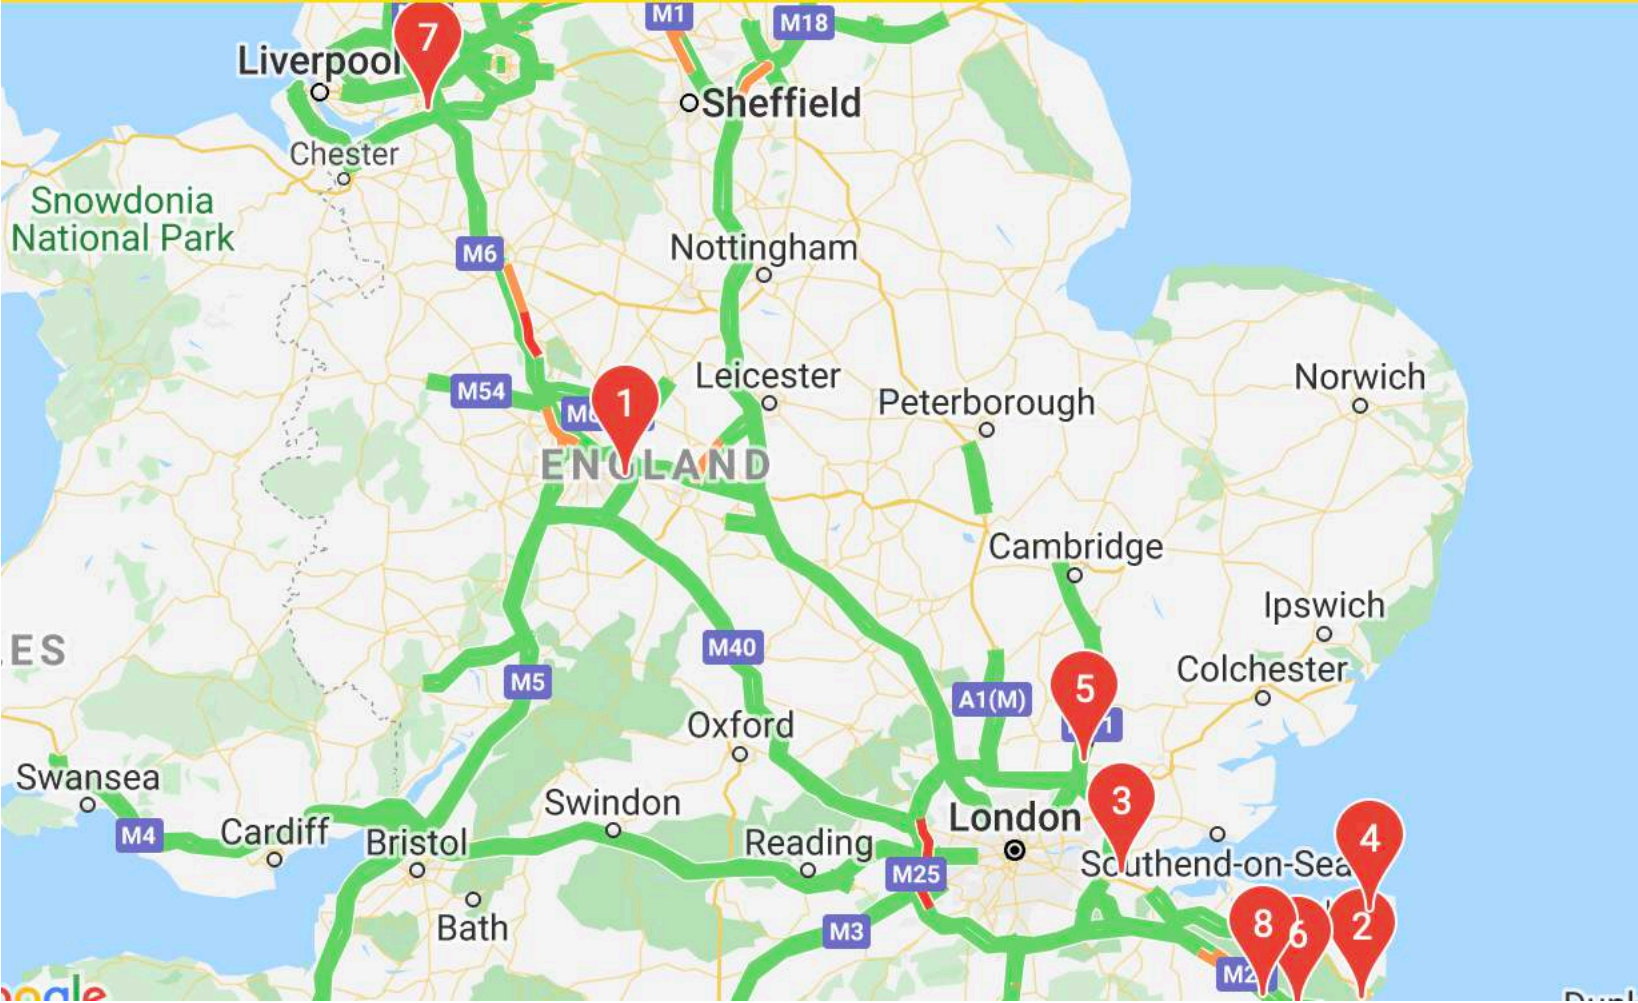 M1
M18
7
Liverpool
Sheffield
Chester
Snowdonia
National Park
M6
Nottingham
Leicester
Norwich
M54
1
Peterborough
ENGLAND
Cambridge
Ipswich
ES
M40
Colchester
M5
A1(M)
5
Oxford
Swansea
Swindon
3
London
M4
Cardiff
Bristol
Reading
4
Southend-on-Sea
M25
Bath
M3
8
6
2